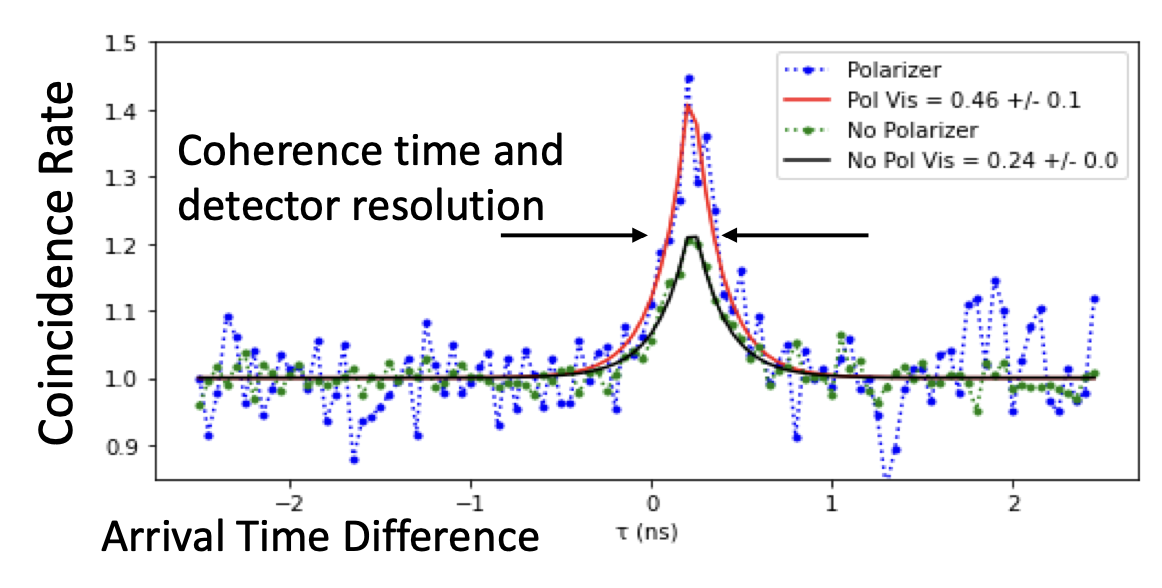 Coincidence Rate
1.5
1.4
1.3
1.2
1.1
1.0
0.9
Coherence time and
detector resolution
Polarizer
Pol Vis = 0.46 +/- 0.1
No Polarizer
No Pol Vis = 0.24 +/- 0.0
−2
−1
0
1
2
τ (ns)
Arrival Time Difference